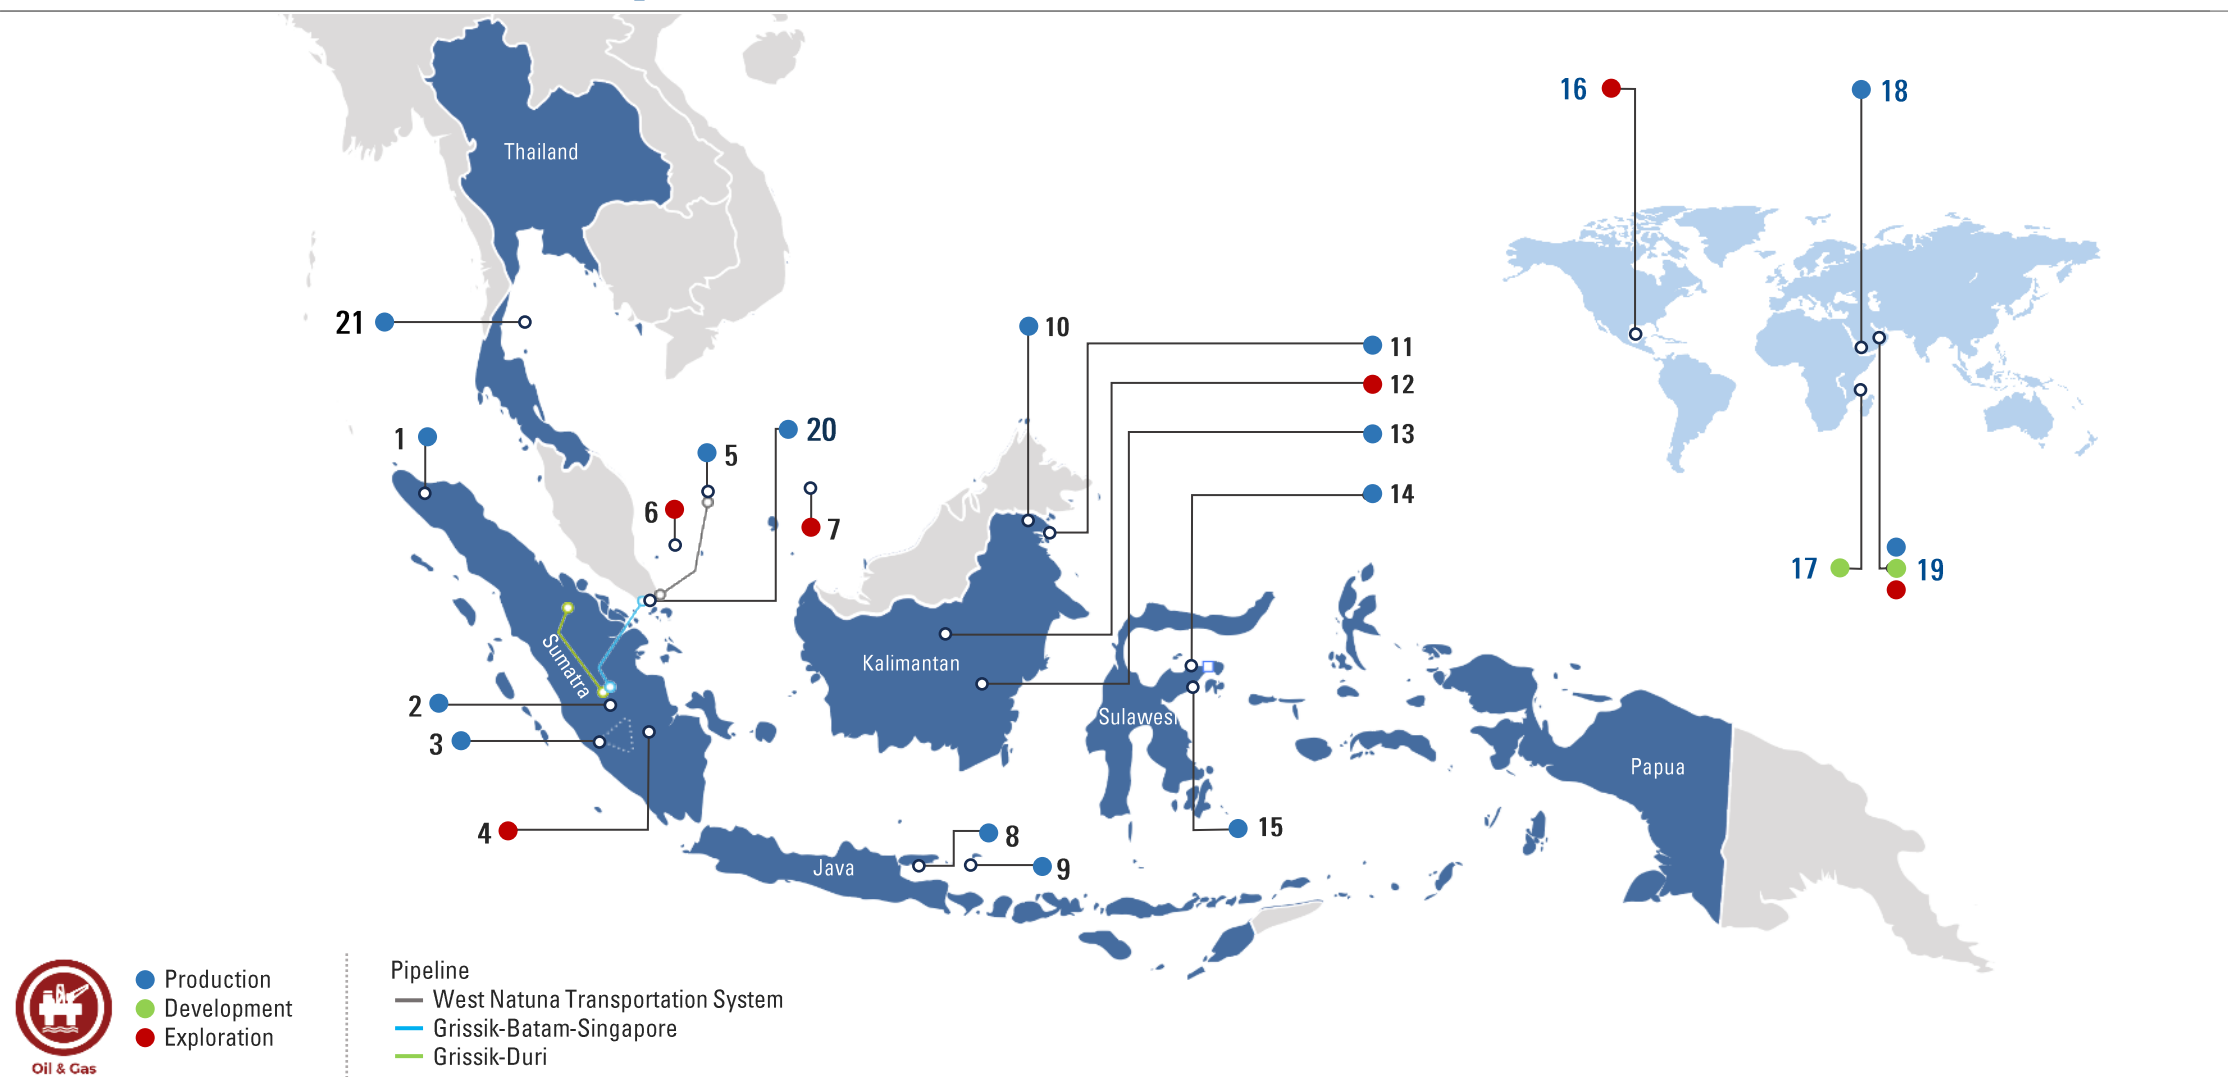 16
18
Thailand
21
10
11
12
1
20
13
5
14
6
7
17
19
Sumatra
Kalimantan
2
Sulawesi
3
Papua
4
8
15
Java
9
Production
Development
Exploration
Oil & Gas
Pipeline
West Natuna Transportation System
Grissik-Batam-Singapore
Grissik-Duri